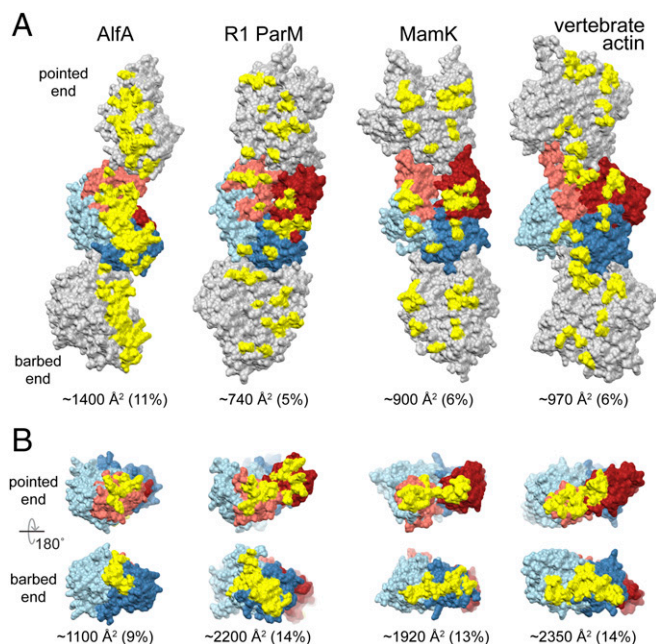 A
AlfA
R1 ParM
MamK
vertebrate
actin
pointed
end
barbed
end
~1400 Å² (11%)
~740 Å² (5%)
~900 Å² (6%)
~970 Å² (6%)
B
pointed
end
180°
barbed
end
~1100 Å² (9%)
~2200 Å² (14%)
~1920 Å² (13%)
~2350 Å² (14%)